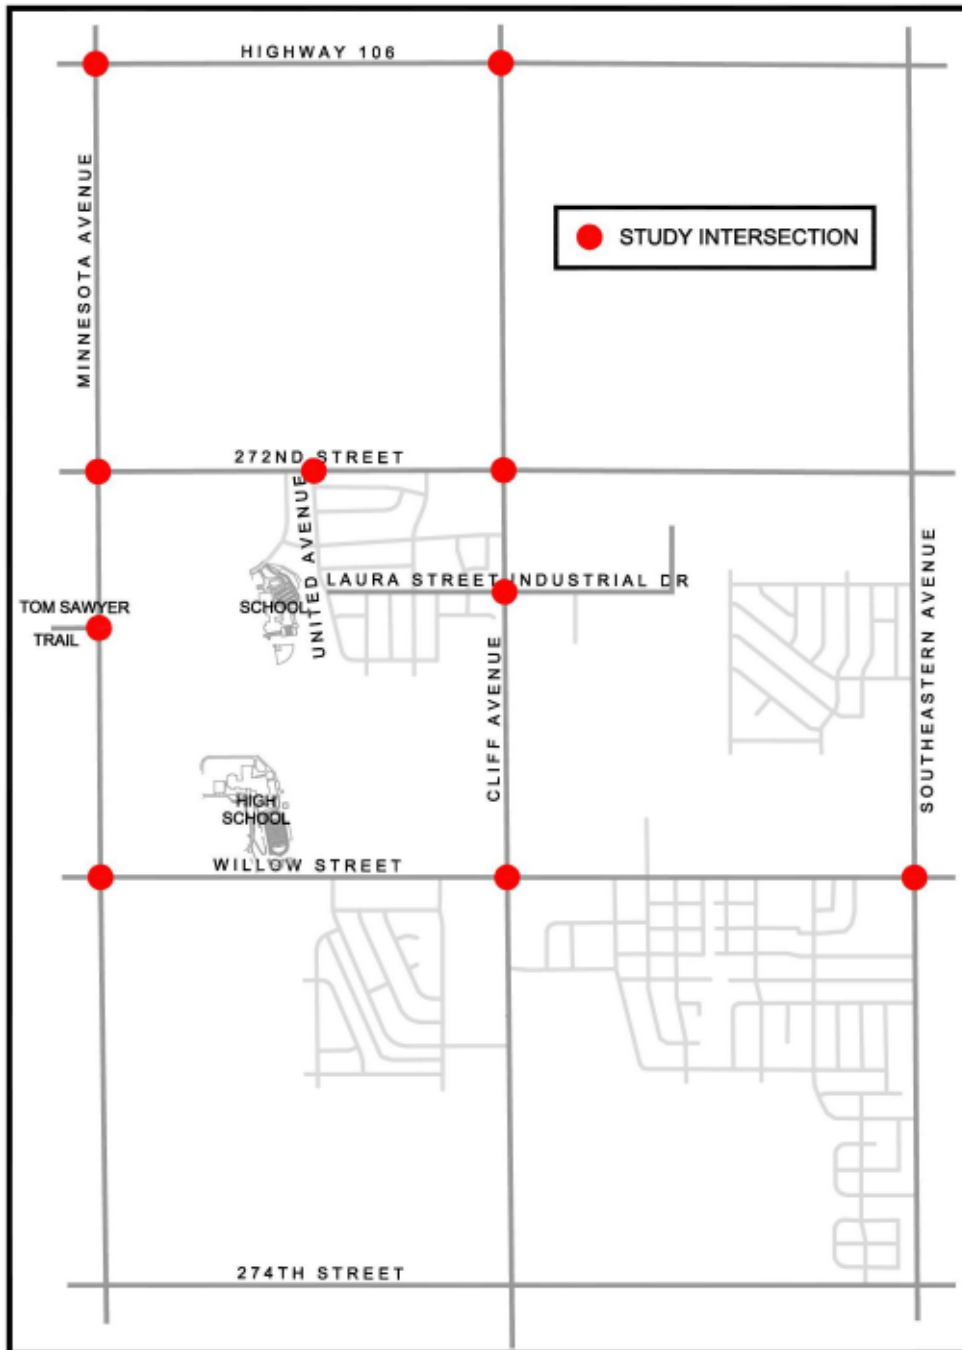 HIGHWAY 106
MINNESOTA AVENUE
STUDY INTERSECTION
272ND STREET
UNITED AVENUE
LAURA STREET INDUSTRIAL DR
SCHOOL
TOM SAWYER
TRAIL
CLIFF AVENUE
SOUTHEASTERN AVENUE
HIGH
SCHOOL
WILLOW STREET
274TH STREET